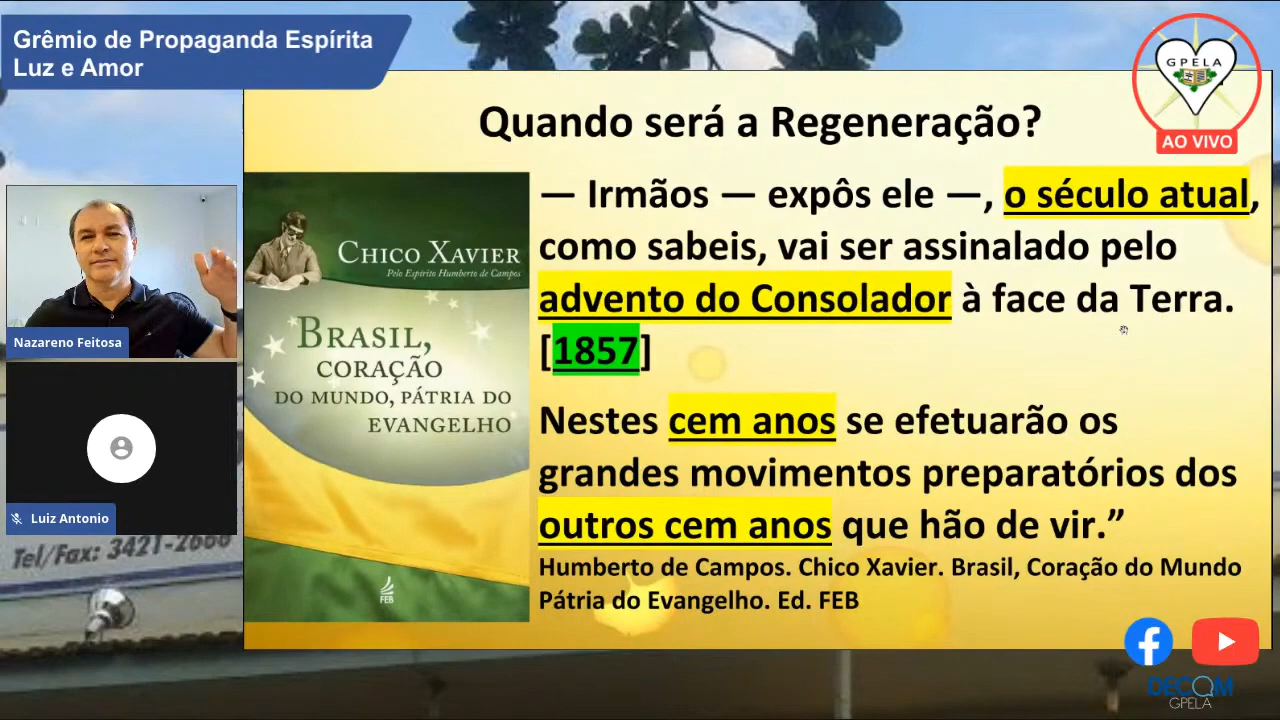 Grêmio de Propaganda Espírita
Luz e Amor
GPELA
AO VIVO
Quando será a Regeneração?
— Irmãos — expôs ele —, o século atual,
como sabeis, vai ser assinalado pelo
advento do Consolador à face da Terra.
[1857]
Nestes cem anos se efetuarão os
grandes movimentos preparatórios dos
outros cem anos que hão de vir.”
Humberto de Campos. Chico Xavier. Brasil, Coração do Mundo
Pátria do Evangelho. Ed. FEB
Chico Xavier
Pelo Espírito Humberto de Campos
Brasil,
coração
do mundo, pátria do
evangelho
FEB
Nazareno Feitosa
Luiz Antonio
Tel/Fax: 3421-2668
DECOM
GPELA